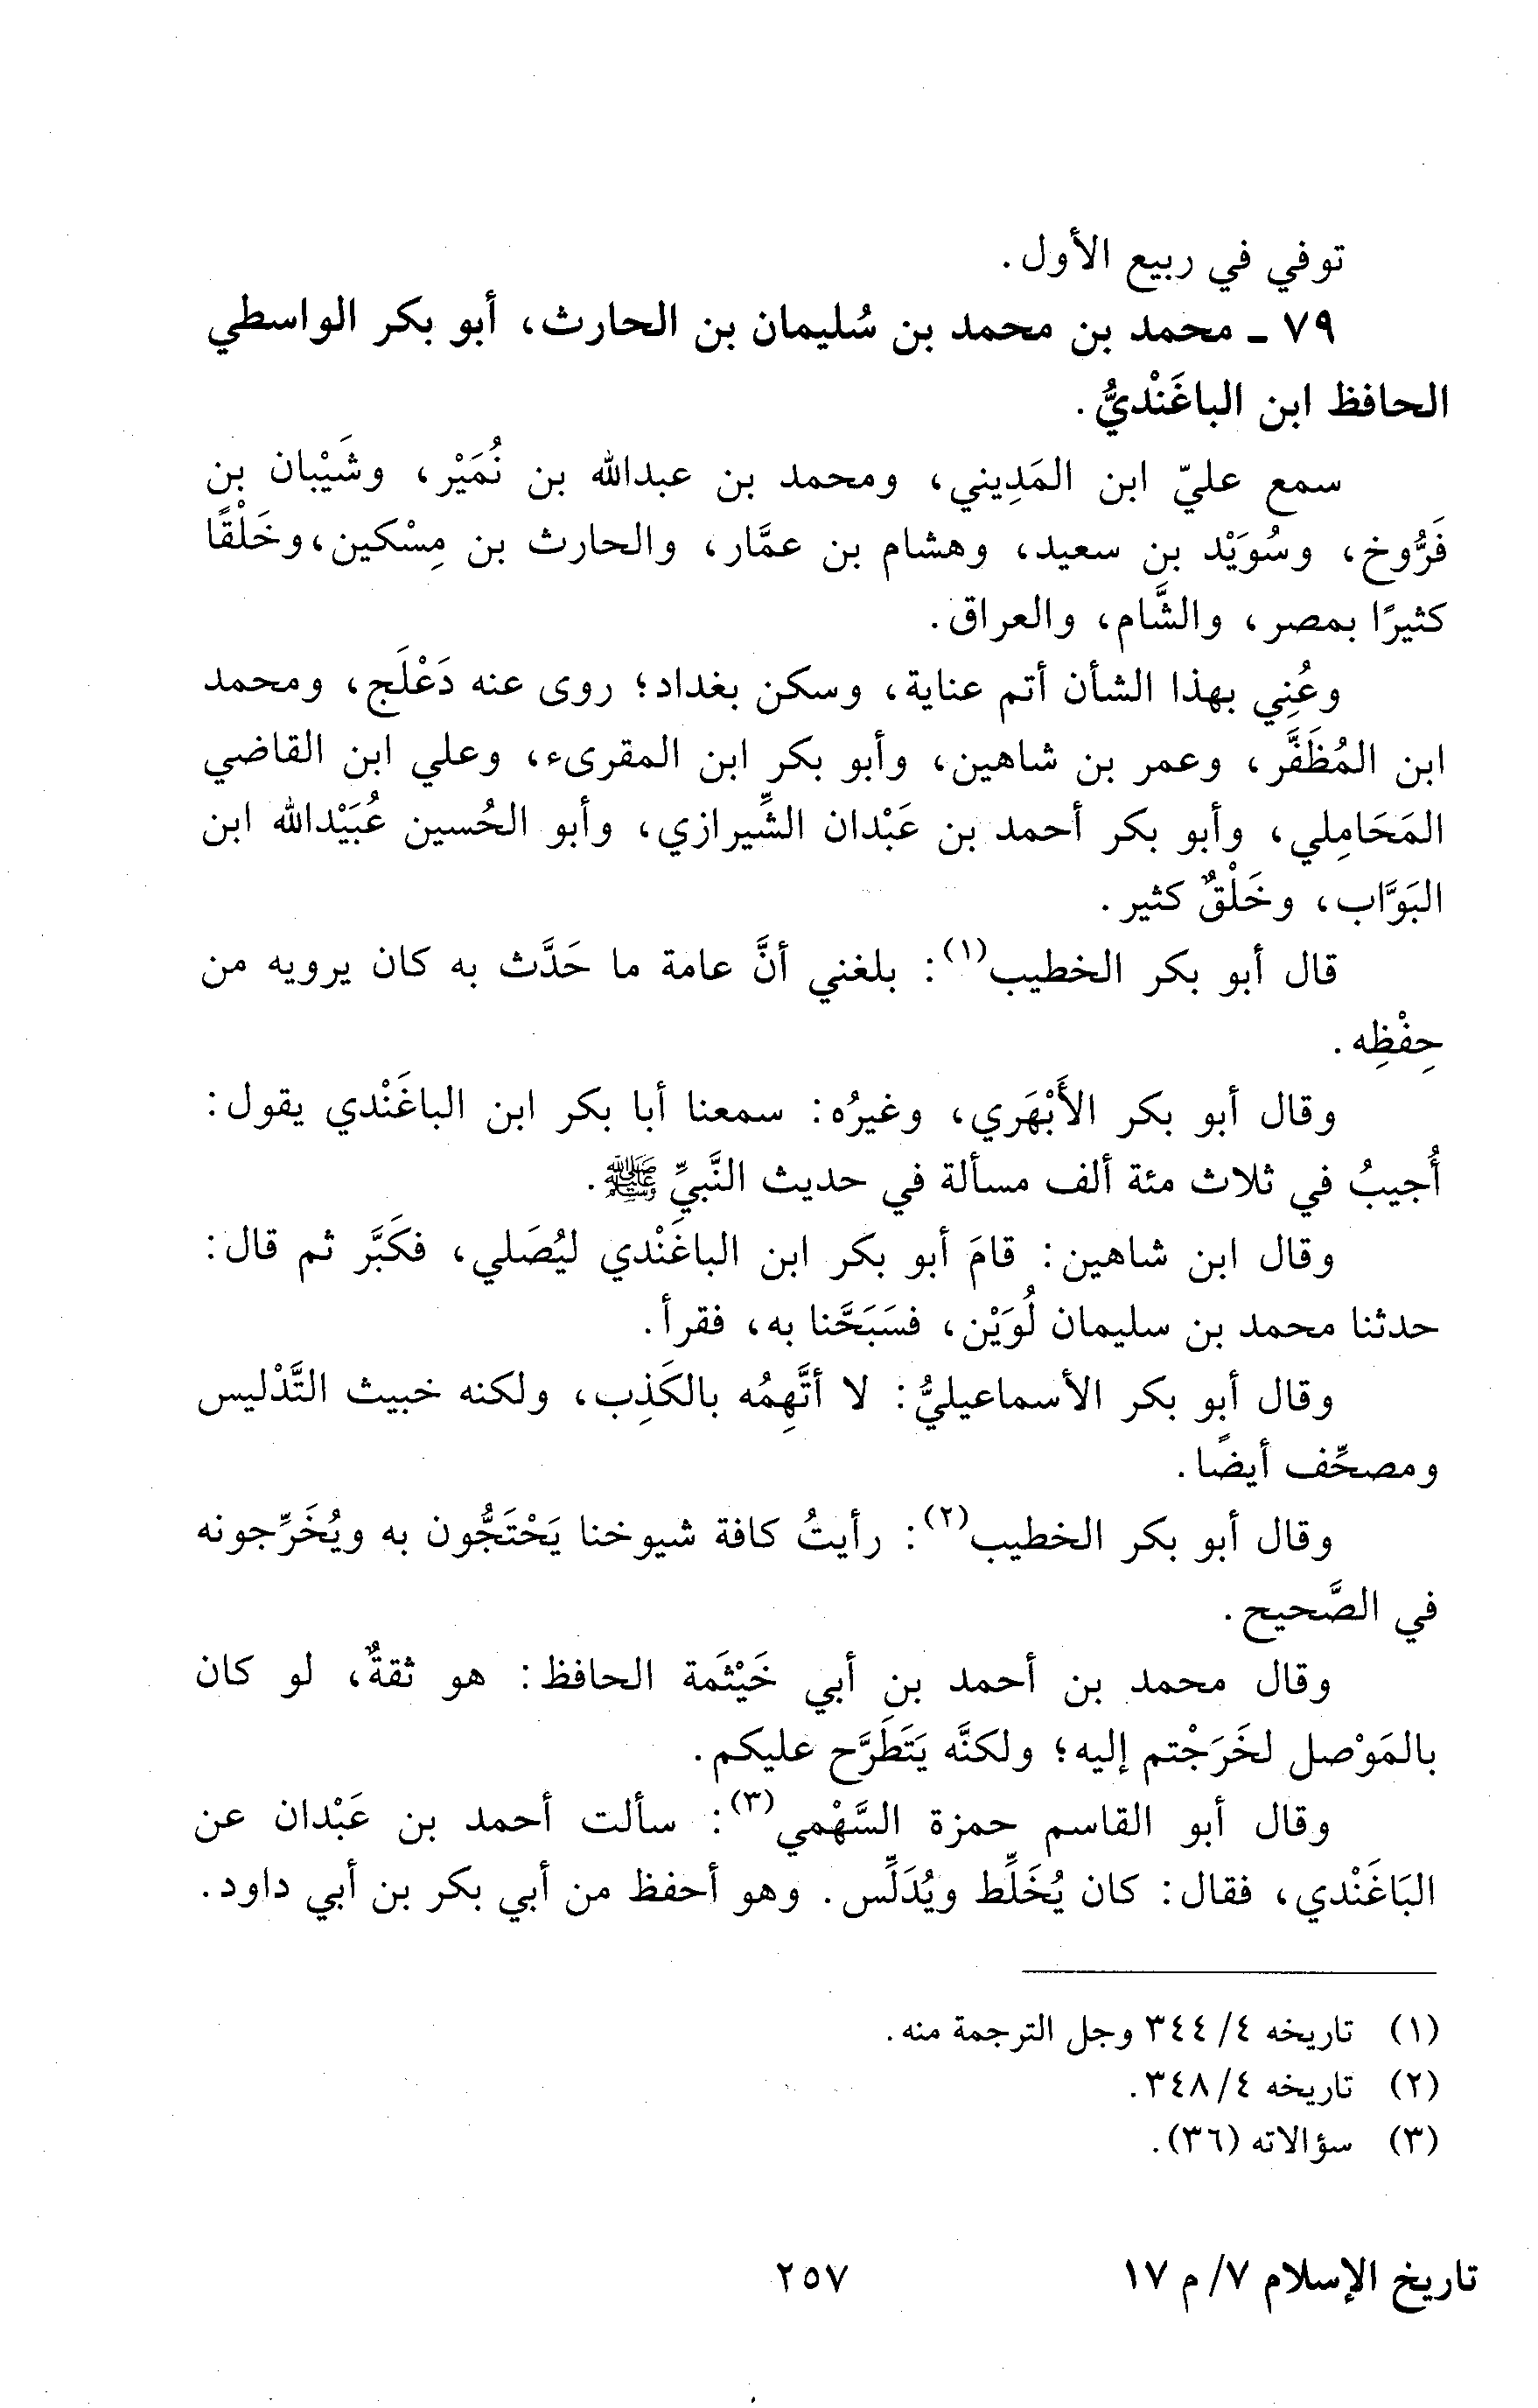 توفي في ربيع الأول.
٧٩ - محمد بن محمد بن سُليمان بن الحارث، أبو بكر الواسطي
الحافظ ابن الباغَنْديُّ.
سمع عليّ ابن المَدِيني، ومحمد بن عبدالله بن نُمَيْر، وشَيْبان بن
فَرُّوخ، وسُوَيْد بن سعيد، وهشام بن عمَّار، والحارث بن مِسْكين، وخَلْقًا
كثيرًا بمصر، والشَّام، والعراق.
وعُنِي بهذا الشأن أتم عناية، وسكن بغداد؛ روى عنه دَعْلَج، ومحمد
ابن المُظَفَّر، وعمر بن شاهين، وأبو بكر ابن المقرىء، وعلي ابن القاضي
المَحَامِلي، وأبو بكر أحمد بن عَبْدان الشِّيرازي، وأبو الحُسين عُبَيْدالله ابن
البَوَّاب، وخَلْقٌ كثير.
قال أبو بكر الخطيب(١): بلغني أنَّ عامة ما حَدَّث به كان يرويه من
حِفْظِه.
وقال أبو بكر الأَبْهَري، وغيرُه: سمعنا أبا بكر ابن الباغَنْدي يقول:
أُجيبُ في ثلاث مئة ألف مسألة في حديث النَّبيِّ ﷺ.
وقال ابن شاهين: قامَ أبو بكر ابن الباغَنْدي ليُصَلي، فكَبَّر ثم قال:
حدثنا محمد بن سليمان لُوَيْن، فسَبَحَّنا به، فقرأ.
وقال أبو بكر الأسماعيليُّ: لا أتَّهِمُه بالكَذِب، ولكنه خبيث التَّدْليس
ومصحِّف أيضًا.
وقال أبو بكر الخطيب(٢): رأيتُ كافة شيوخنا يَحْتَجُّون به ويُخَرِّجونه
في الصَّحيح.
وقال محمد بن أحمد بن أبي خَيْثَمة الحافظ: هو ثقةٌ، لو كان
بالمَوْصل لخَرَجْتم إليه؛ ولكنَّه يَتَطَرَّح عليكم.
وقال أبو القاسم حمزة السَّهْمي(٣): سألت أحمد بن عَبْدان عن
البَاغَنْدي، فقال: كان يُخَلِّط ويُدَلِّس. وهو أحفظ من أبي بكر بن أبي داود.
(١) تاريخه ٤/ ٣٤٤ وجل الترجمة منه.
(٢) تاريخه ٤/ ٣٤٨.
(٣) سؤالاته (٣٦).
تاريخ الإسلام ٧/ م ١٧
٢٥٧